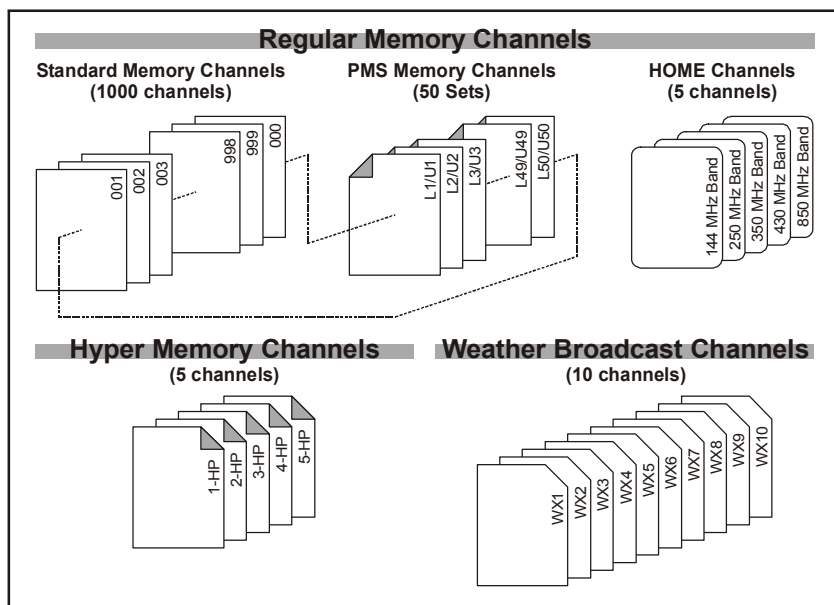 Regular Memory Channels
Standard Memory Channels
(1000 channels)
001
002
003
998
999
000
PMS Memory Channels
(50 Sets)
L1/U1
L2/U2
L3/U3
L49/U49
L50/U50
HOME Channels
(5 channels)
144 MHz Band
250 MHz Band
350 MHz Band
430 MHz Band
850 MHz Band
Hyper Memory Channels
(5 channels)
1-HP
2-HP
3-HP
4-HP
5-HP
Weather Broadcast Channels
(10 channels)
WX1
WX2
WX3
WX4
WX5
WX6
WX7
WX8
WX9
WX10